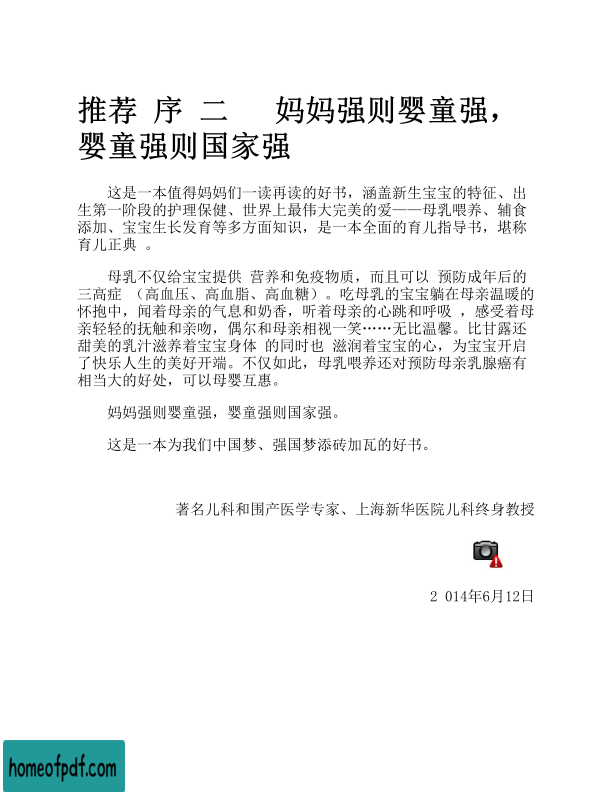 推荐 序 二　妈妈强则婴童强，
婴童强则国家强
这是一本值得妈妈们一读再读的好书，涵盖新生宝宝的特征、出
生第一阶段的护理保健、世界上最伟大完美的爱——母乳喂养、辅食
添加、宝宝生长发育等多方面知识，是一本全面的育儿指导书，堪称
育儿正典 。
母乳不仅给宝宝提供 营养和免疫物质，而且可以 预防成年后的
三高症 （高血压、高血脂、高血糖）。吃母乳的宝宝躺在母亲温暖的
怀抱中，闻着母亲的气息和奶香，听着母亲的心跳和呼吸 ，感受着母
亲轻轻的抚触和亲吻，偶尔和母亲相视一笑……无比温馨。比甘露还
甜美的乳汁滋养着宝宝身体 的同时也 滋润着宝宝的心，为宝宝开启
了快乐人生的美好开端。不仅如此，母乳喂养还对预防母亲乳腺癌有
相当大的好处，可以母婴互惠。
妈妈强则婴童强，婴童强则国家强。
这是一本为我们中国梦、强国梦添砖加瓦的好书。
著名儿科和围产医学专家、上海新华医院儿科终身教授
2 014年6月12日
homeofpdf.com